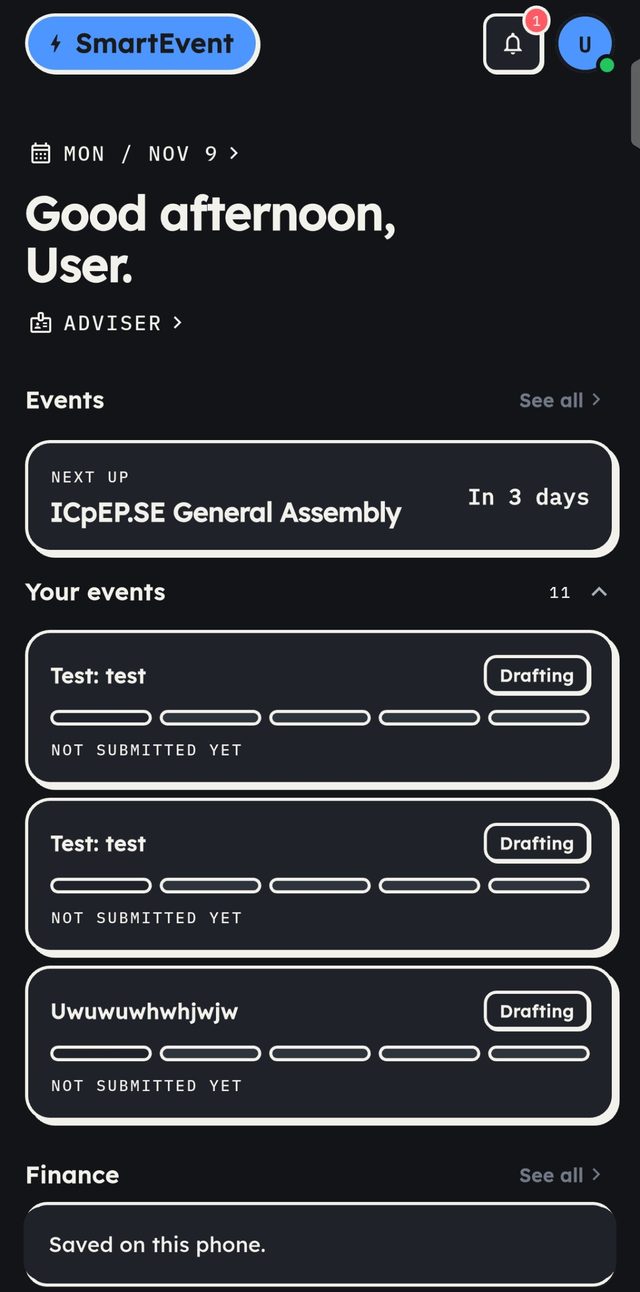 SmartEvent
1
U
MON / NOV 9
Good afternoon,
User.
ADVISER
Events
See all
NEXT UP
ICpEP.SE General Assembly
In 3 days
Your events
11
Test: test
Drafting
NOT SUBMITTED YET
Test: test
Drafting
NOT SUBMITTED YET
Uwuwuwhwhjwjw
Drafting
NOT SUBMITTED YET
Finance
See all
Saved on this phone.